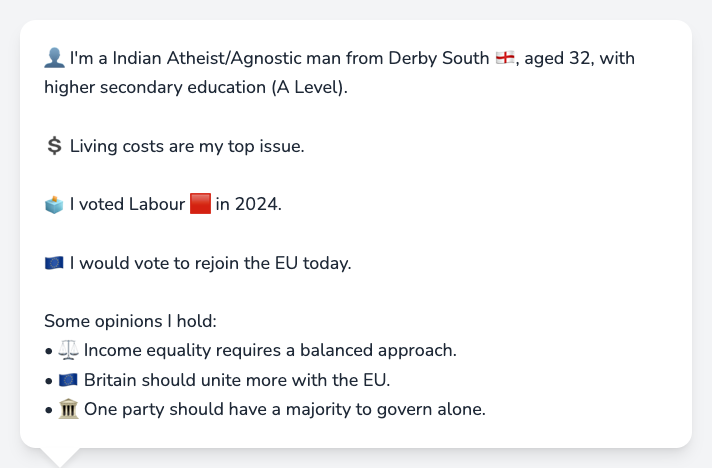 👤 I'm a Indian Atheist/Agnostic man from Derby South 🏴󠁧󠁢󠁥󠁮󠁧󠁿, aged 32, with
higher secondary education (A Level).
💲 Living costs are my top issue.
🗳️ I voted Labour 🟥 in 2024.
🇪🇺 I would vote to rejoin the EU today.
Some opinions I hold:
• ⚖️ Income equality requires a balanced approach.
• 🇪🇺 Britain should unite more with the EU.
• 🏛️ One party should have a majority to govern alone.